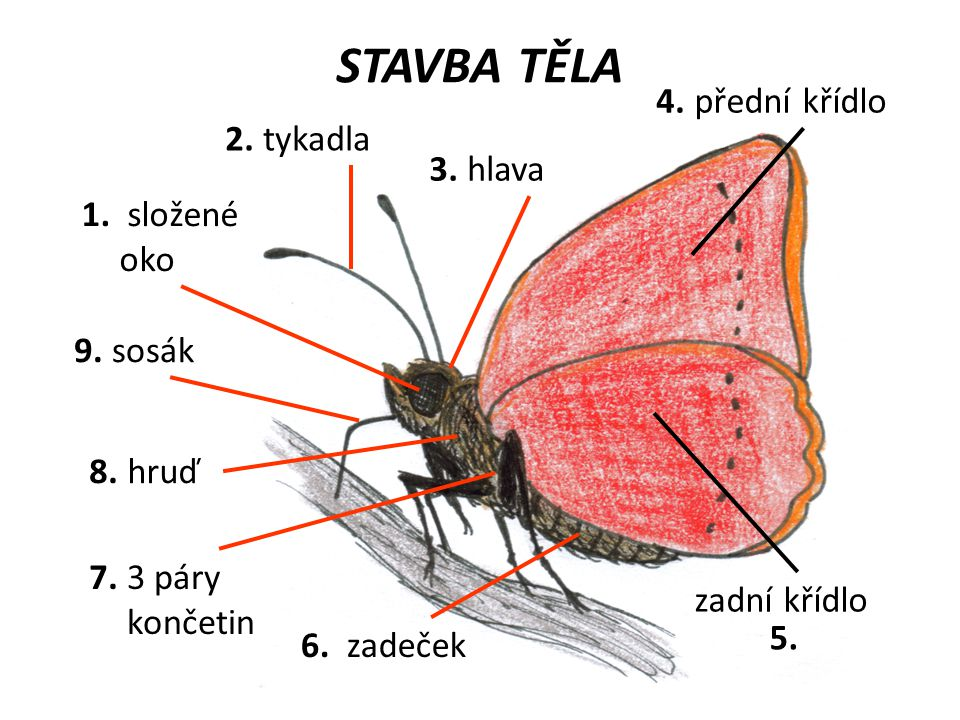 STAVBA TĚLA
4. přední křídlo
2. tykadla
3. hlava
1. složené
oko
9. sosák
8. hruď
7. 3 páry
končetin
6. zadeček
zadní křídlo
5.